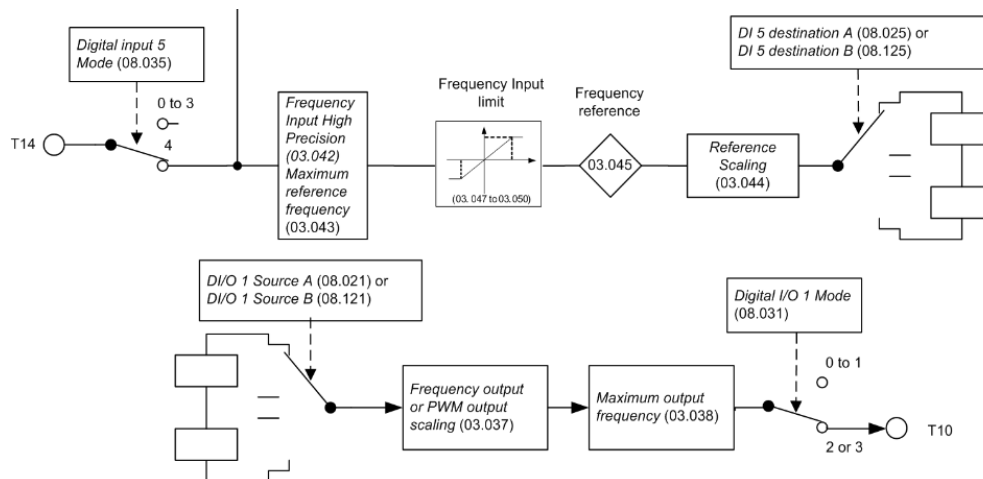 Digital input 5
Mode (08.035)
0 to 3
T14
4
Frequency
Input High
Precision
(03.042)
Maximum
reference
frequency
(03.043)
Frequency Input
limit
(03. 047 to 03.050)
Frequency
reference
03.045
Reference
Scaling
(03.044)
DI 5 destination A (08.025) or
DI 5 destination B (08.125)
DI/O 1 Source A (08.021) or
DI/O 1 Source B (08.121)
Frequency output
or PWM output
scaling (03.037)
Maximum output
frequency (03.038)
Digital I/O 1 Mode
(08.031)
0 to 1
T10
2 or 3